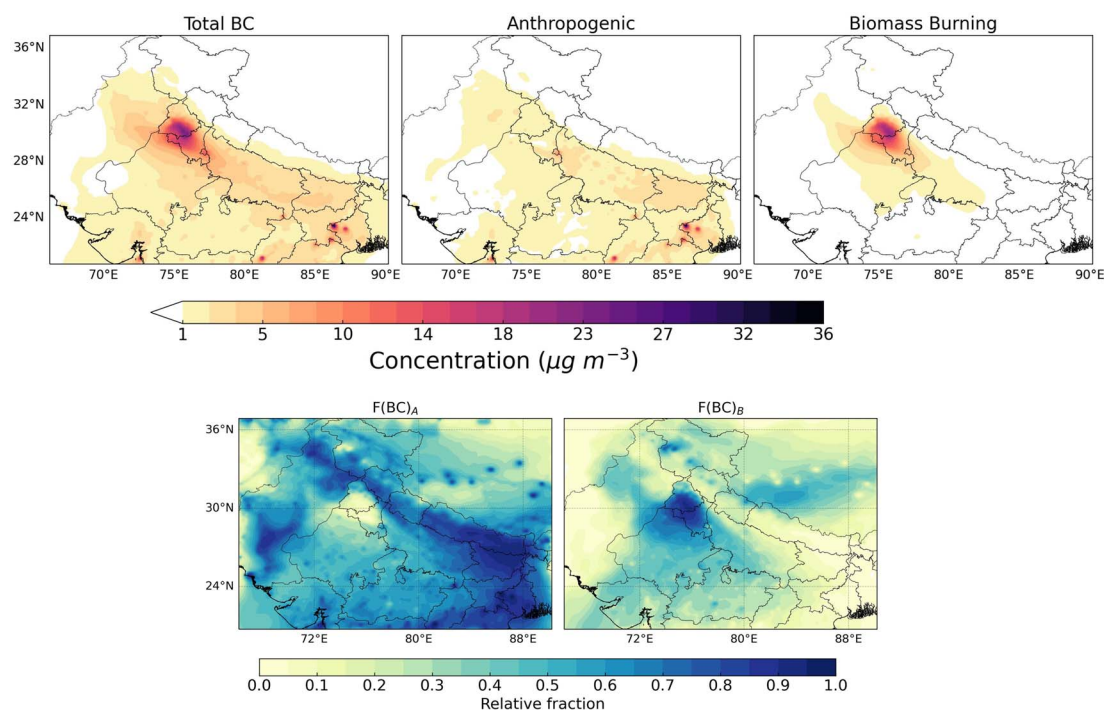 Total BC
Anthropogenic
Biomass Burning
36°N
32°N
28°N
24°N
70°E 75°E 80°E 85°E 90°E
70°E 75°E 80°E 85°E 90°E
70°E 75°E 80°E 85°E 90°E
1 5 10 14 18 23 27 32 36
Concentration (μg m⁻³)
F(BC)A
F(BC)B
36°N
30°N
24°N
72°E 80°E 88°E
72°E 80°E 88°E
0.0 0.1 0.2 0.3 0.4 0.5 0.6 0.7 0.8 0.9 1.0
Relative fraction